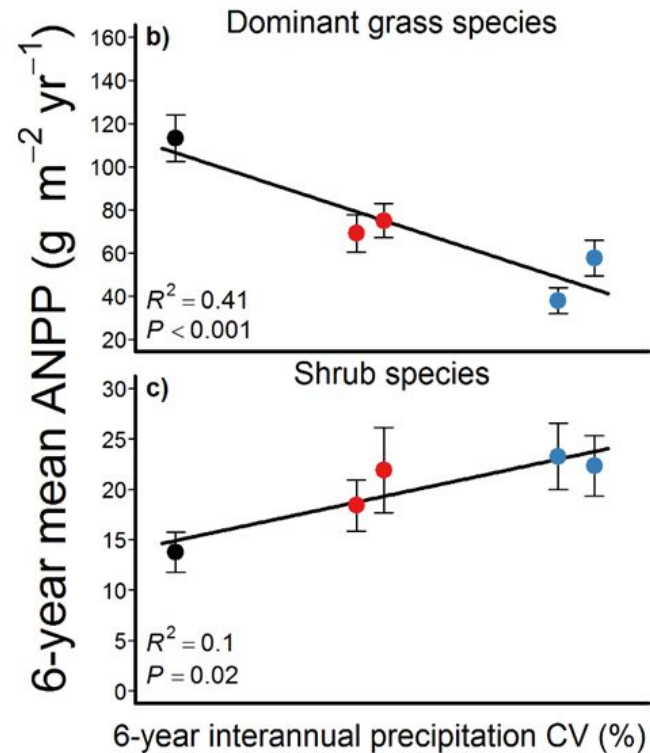 6-year mean ANPP (g m⁻² yr⁻¹)
b)
Dominant grass species
160
140
120
100
80
60
40
20
R² = 0.41
P < 0.001
c)
Shrub species
30
25
20
15
10
5
0
R² = 0.1
P = 0.02
6-year interannual precipitation CV (%)